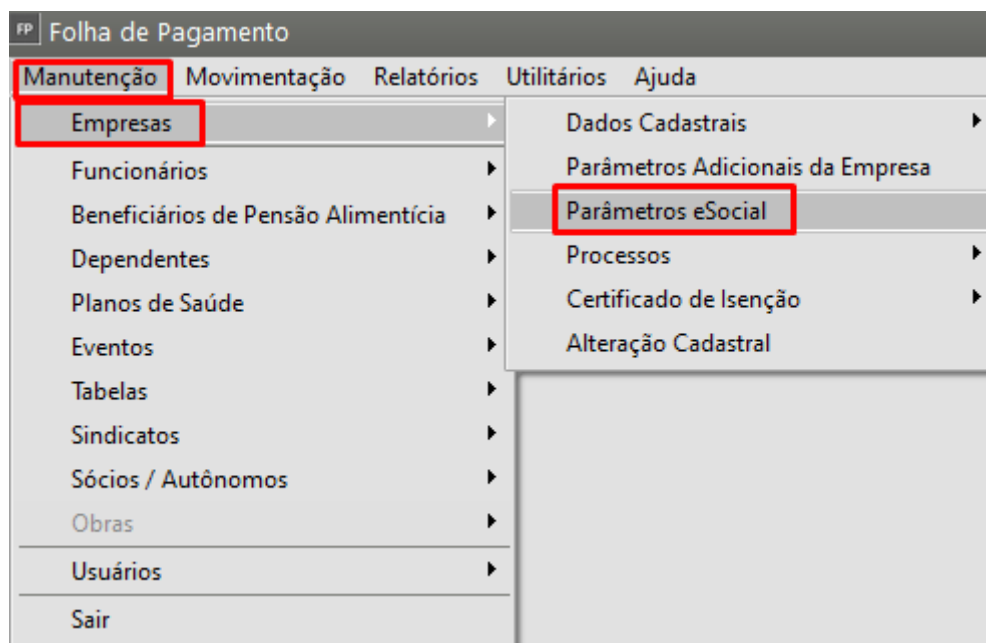 FP Folha de Pagamento
Manutenção Movimentação Relatórios Utilitários Ajuda
Empresas
Funcionários
Beneficiários de Pensão Alimentícia
Dependentes
Planos de Saúde
Eventos
Tabelas
Sindicatos
Sócios / Autônomos
Obras
Usuários
Sair
Dados Cadastrais
Parâmetros Adicionais da Empresa
Parâmetros eSocial
Processos
Certificado de Isenção
Alteração Cadastral